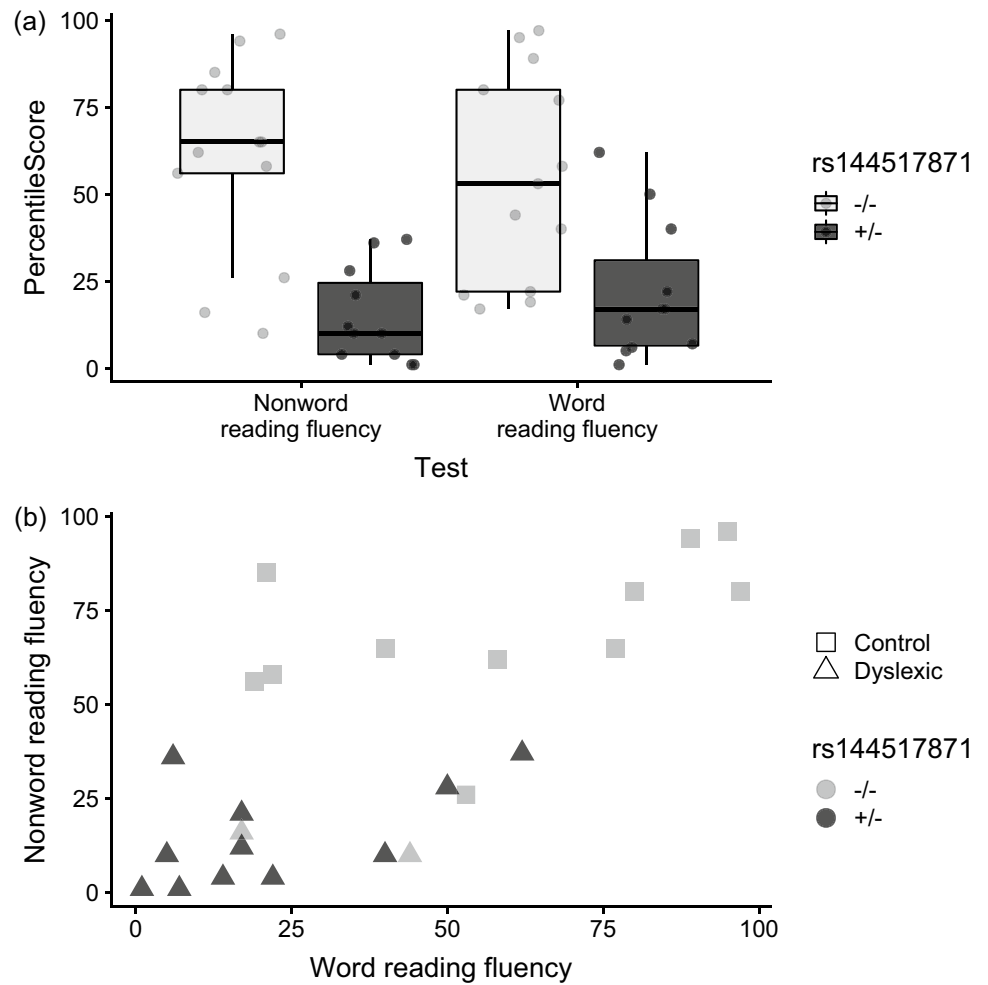 (a)
100
75
50
25
0
PercentileScore
Nonword
reading fluency
Word
reading fluency
Test
rs144517871
-/-
+/-
(b)
100
75
50
25
0
Nonword reading fluency
0
25
50
75
100
Word reading fluency
Control
Dyslexic
rs144517871
-/-
+/-